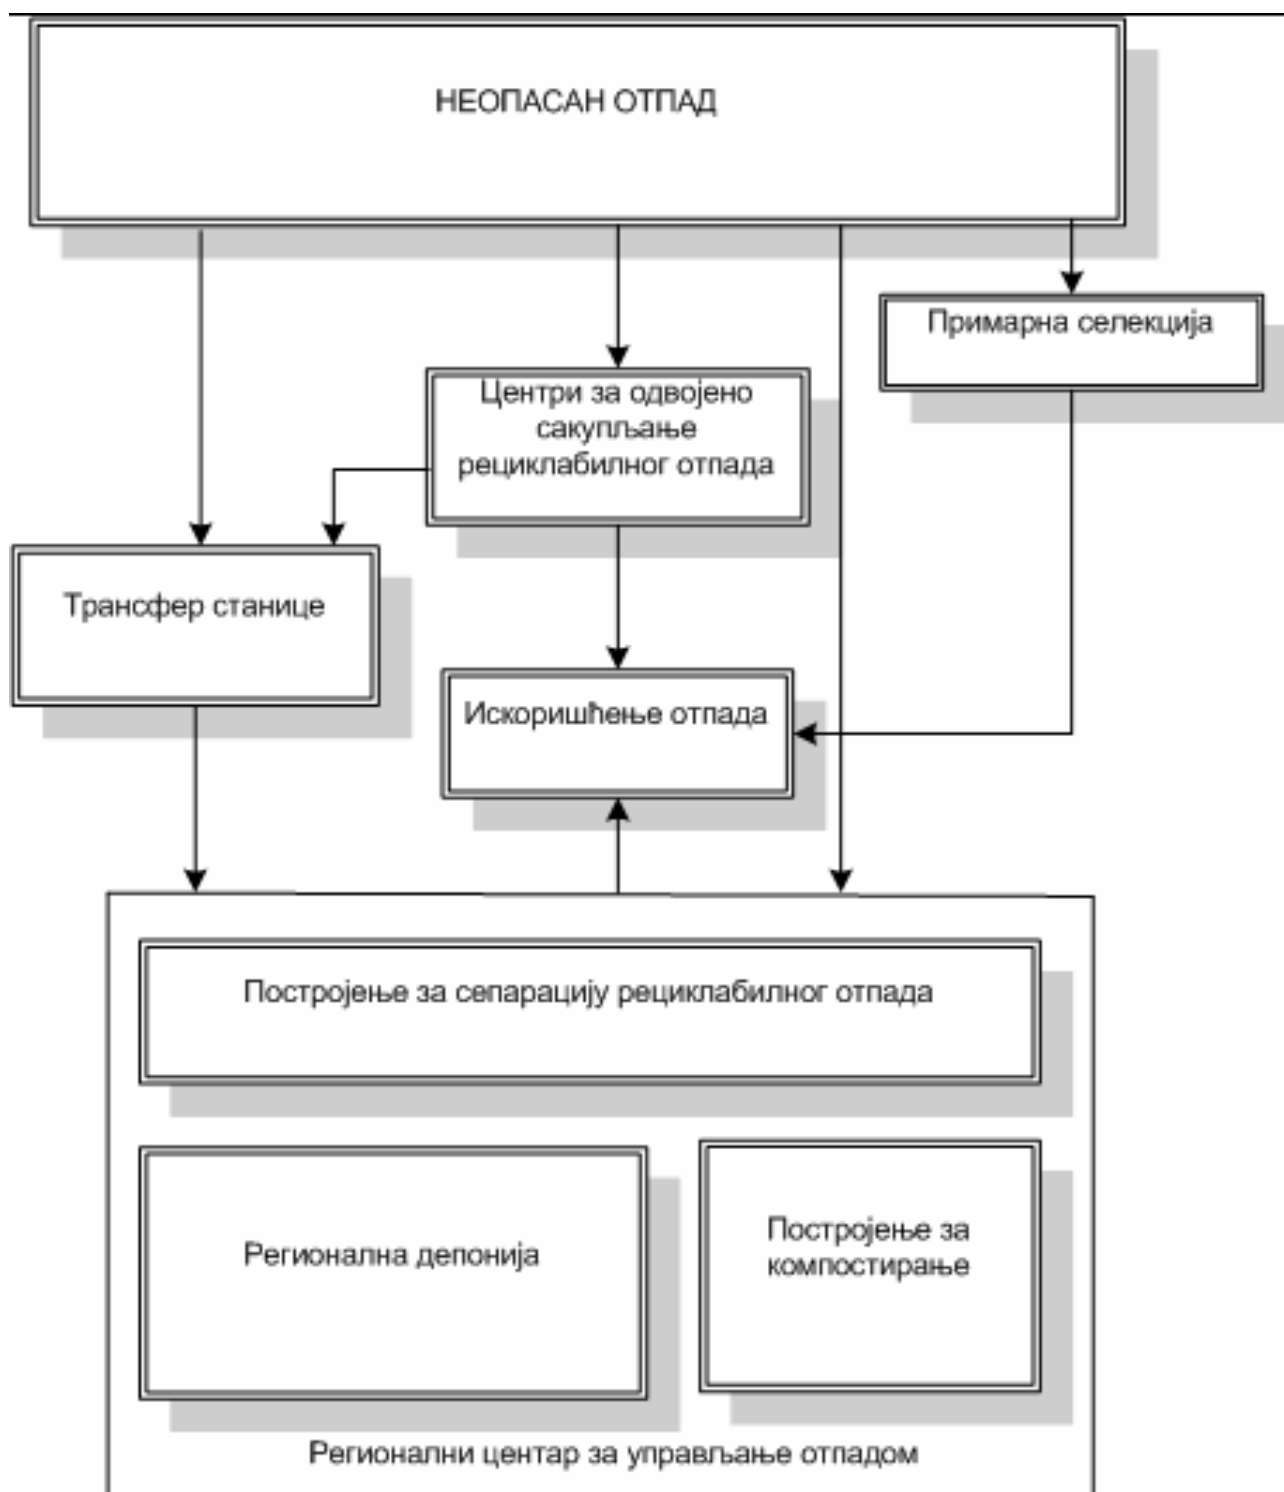 НЕОПАСАН ОТПАД
Примарна селекција
Центри за одвојено
сакупљање
рециклабилног отпада
Трансфер станице
Искоришћење отпада
Постројење за сепарацију рециклабилног отпада
Регионална депонија
Постројење за
компостирање
Регионални центар за управљање отпадом